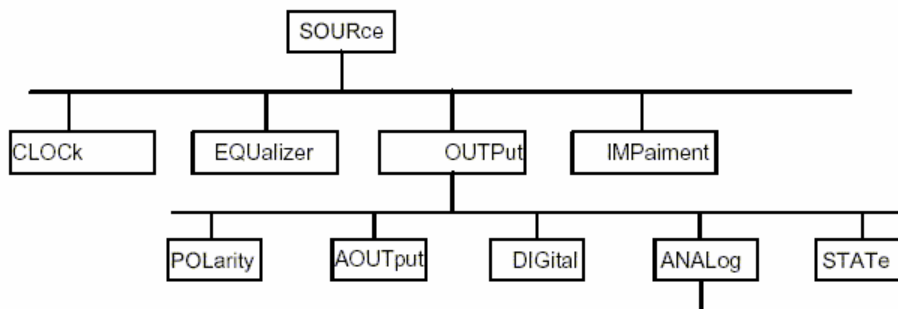 SOURce
CLOCk EQUalizer OUTPut IMPaiment
POLarity AOUTput DIGital ANALog STATe